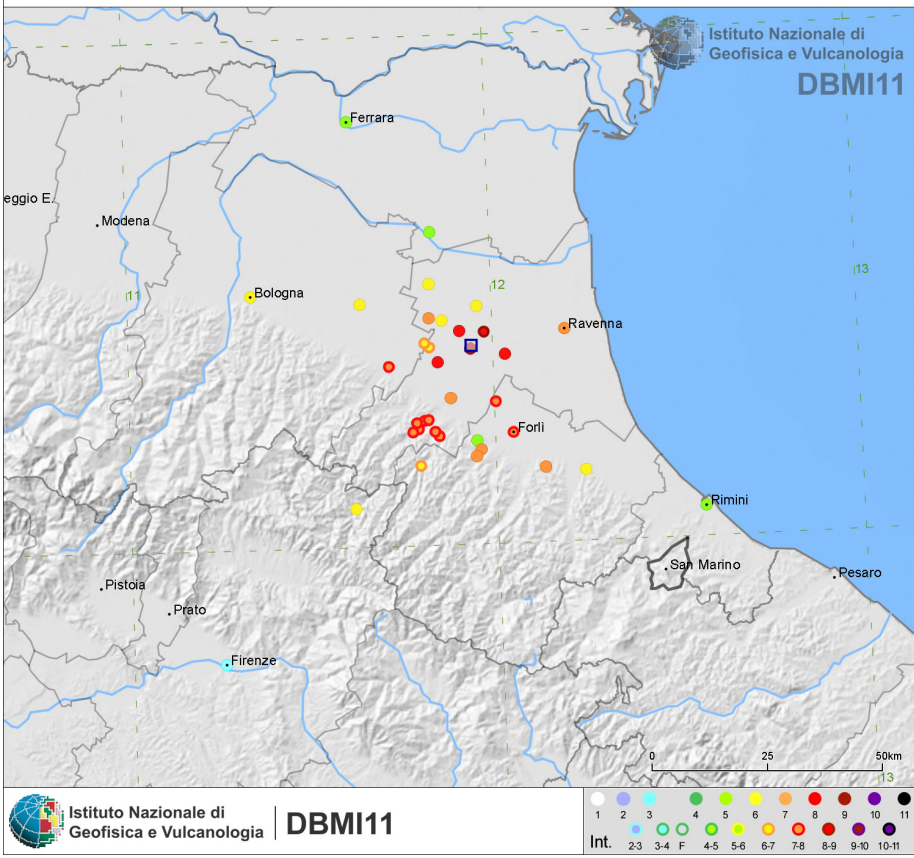 Istituto Nazionale di
Geofisica e Vulcanologia
DBMI11
Ferrara
eggio E.
Modena
13
12
11
Bologna
Ravenna
Forlì
Rimini
San Marino
Pesaro
Pistoia
Prato
Firenze
0 25 50km
13
Istituto Nazionale di
Geofisica e Vulcanologia
DBMI11
1 2 3 4 5 6 7 8 9 10 11
Int. 2-3 3-4 F 4-5 5-6 6-7 7-8 8-9 9-10 10-11